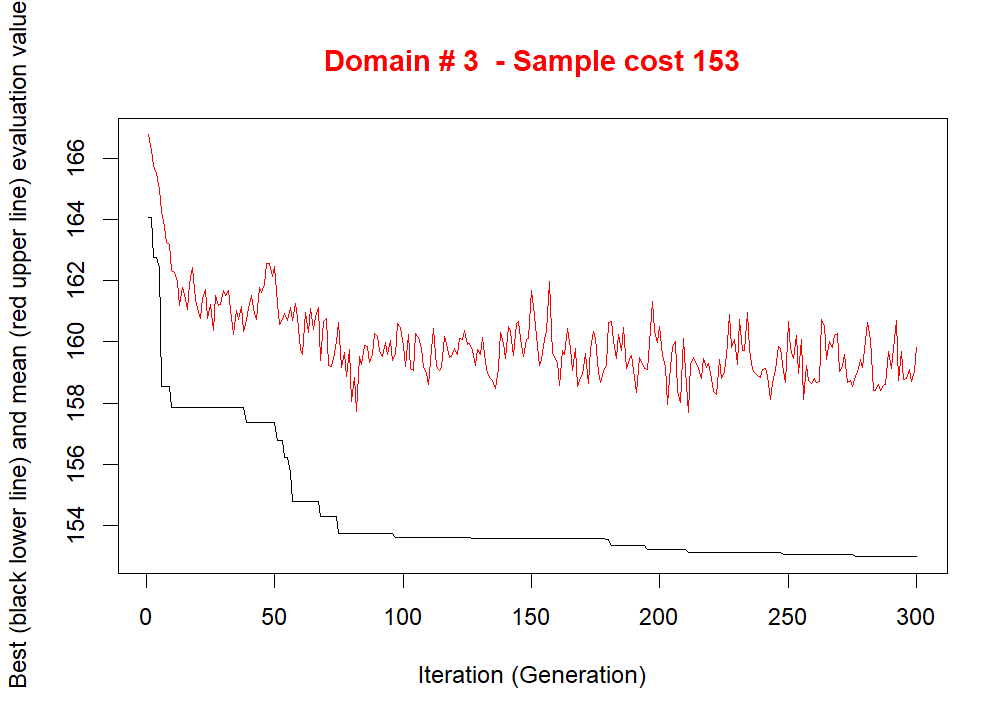 Domain # 3  - Sample cost 153
Best (black lower line) and mean (red upper line) evaluation value
166
164
162
160
158
156
154
0 50 100 150 200 250 300
Iteration (Generation)